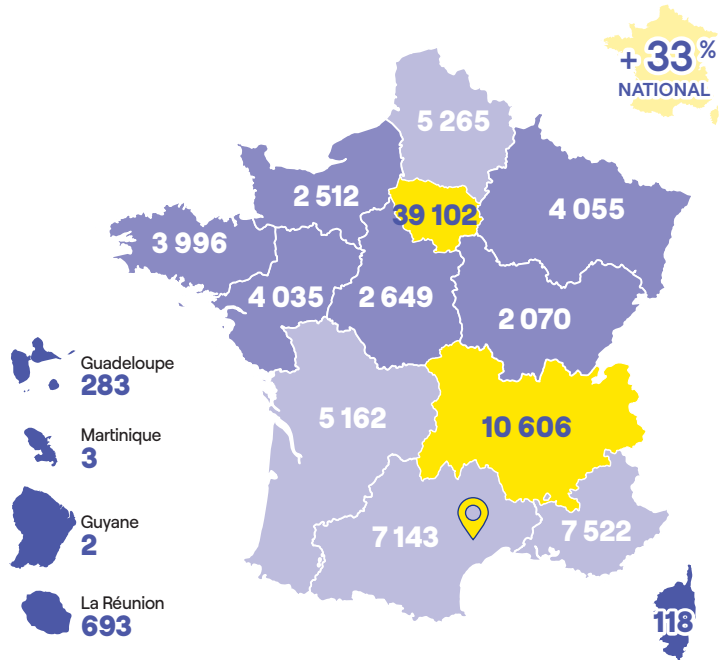 + 33 %
NATIONAL
5 265
2 512
39 102
4 055
3 996
4 035
2 649
2 070
Guadeloupe
283
5 162
10 606
Martinique
3
Guyane
2
7 143
7 522
La Réunion
693
118